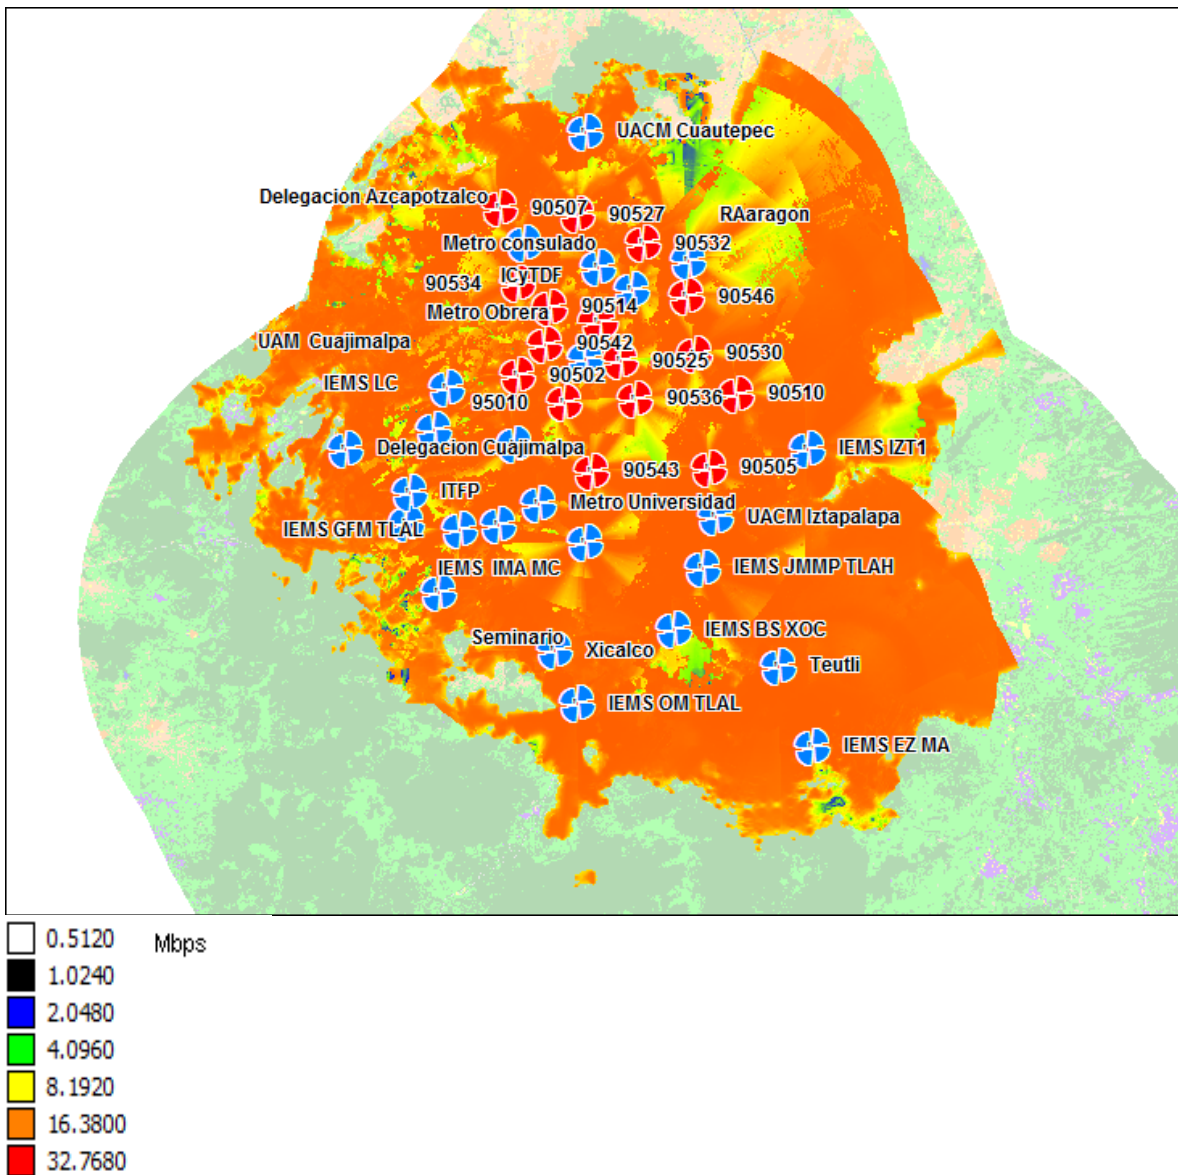 UACM Cuautepec
Delegacion Azcapotzalco
90507
90527
RAaragon
Metro consulado
90532
ICyTDF
90534
90546
Metro Obrera
90514
UAM Cuajimalpa
90542
90525
90530
IEMS LC
90502
95010
90536
90510
Delegacion Cuajimalpa
IEMS IZT1
90543
90505
ITFP
Metro Universidad
IEMS GFM TLAL
UACM Iztapalapa
IEMS IMA MC
IEMS JMMP TLAH
Seminario
Xicalco
IEMS BS XOC
Teutli
IEMS OM TLAL
IEMS EZ MA
0.5120 Mbps
1.0240
2.0480
4.0960
8.1920
16.3800
32.7680